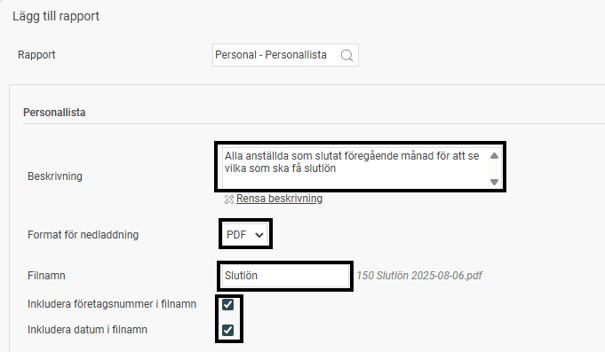 Lägg till rapport
Rapport
Personal - Personallista
Personallista
Beskrivning
Alla anställda som slutat föregående månad för att se
vilka som ska få slutlön
Rensa beskrivning
Format för nedladdning
PDF
Filnamn
Slutlön
150 Slutlön 2025-08-06.pdf
Inkludera företagsnummer i filnamn
Inkludera datum i filnamn